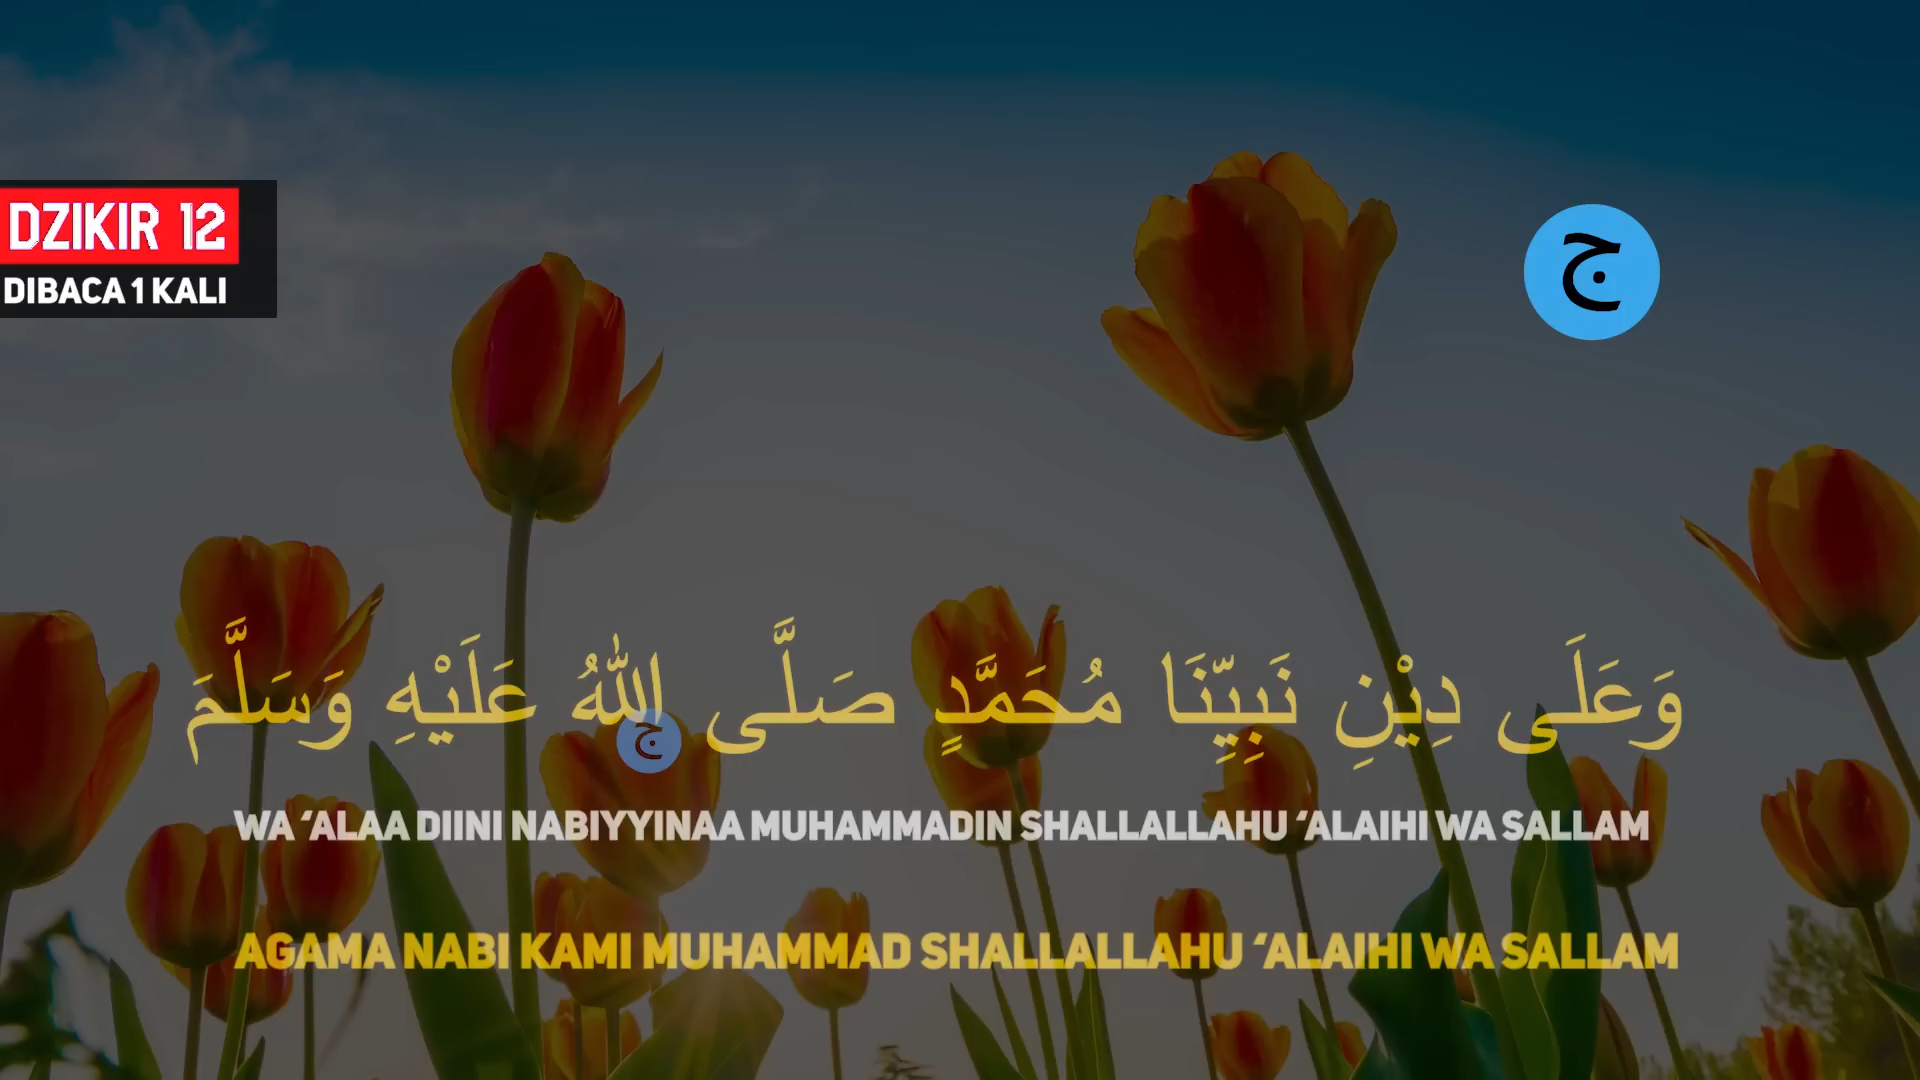 DZIKIR 12
DIBACA 1 KALI
ج
وَعَلَى دِيْنِ نَبِيِّنَا مُحَمَّدٍ صَلَّى اللهُ عَلَيْهِ وَسَلَّمَ
ج
WA ‘ALAA DIINI NABIYYINAA MUHAMMADIN SHALLALLAHU ‘ALAIHI WA SALLAM
AGAMA NABI KAMI MUHAMMAD SHALLALLAHU ‘ALAIHI WA SALLAM